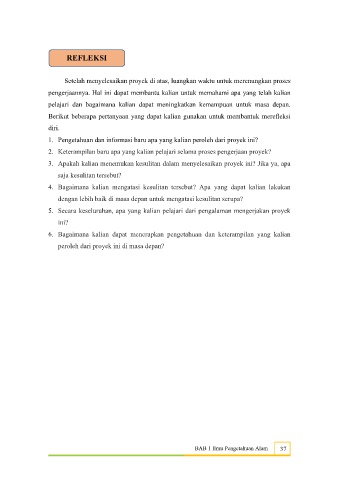 REFLEKSI
Setelah menyelesaikan proyek di atas, luangkan waktu untuk merenungkan proses
pengerjaannya. Hal ini dapat membantu kalian untuk memahami apa yang telah kalian
pelajari dan bagaimana kalian dapat meningkatkan kemampuan untuk masa depan.
Berikut beberapa pertanyaan yang dapat kalian gunakan untuk membantuk merefleksi
diri.
1. Pengetahuan dan informasi baru apa yang kalian peroleh dari proyek ini?
2. Keterampilan baru apa yang kalian pelajari selama proses pengerjaan proyek?
3. Apakah kalian menemukan kesulitan dalam menyelesaikan proyek ini? Jika ya, apa
saja kesulitan tersebut?
4. Bagaimana kalian mengatasi kesulitan tersebut? Apa yang dapat kalian lakukan
dengan lebih baik di masa depan untuk mengatasi kesulitan serupa?
5. Secara keseluruhan, apa yang kalian pelajari dari pengalaman mengerjakan proyek
ini?
6. Bagaimana kalian dapat menerapkan pengetahuan dan keterampilan yang kalian
peroleh dari proyek ini di masa depan?
BAB 1 Ilmu Pengetahuan Alam 37